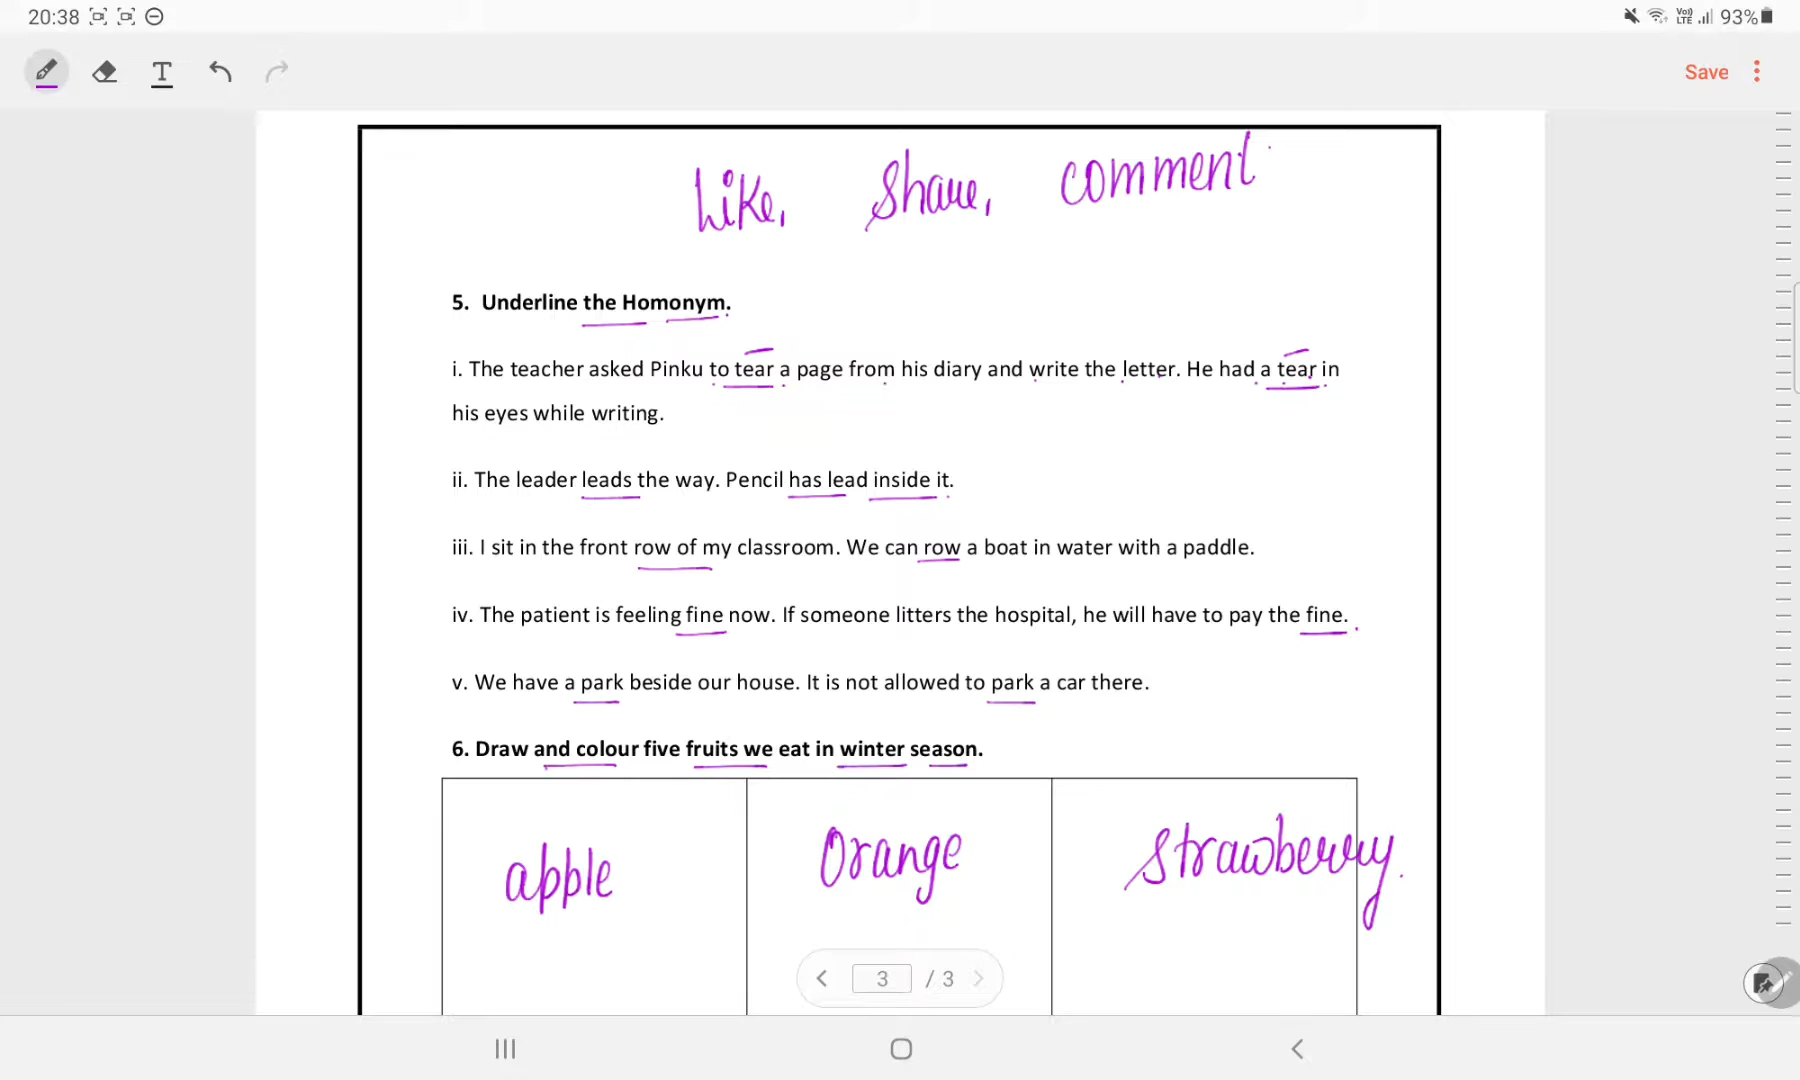 20:38 Vo)) LTE 93%
T Save
Like, Share, comment
5. Underline the Homonym.
i. The teacher asked Pinku to tear a page from his diary and write the letter. He had a tear in
his eyes while writing.
ii. The leader leads the way. Pencil has lead inside it.
iii. I sit in the front row of my classroom. We can row a boat in water with a paddle.
iv. The patient is feeling fine now. If someone litters the hospital, he will have to pay the fine.
v. We have a park beside our house. It is not allowed to park a car there.
6. Draw and colour five fruits we eat in winter season.
apple Orange Strawberry.
3 / 3